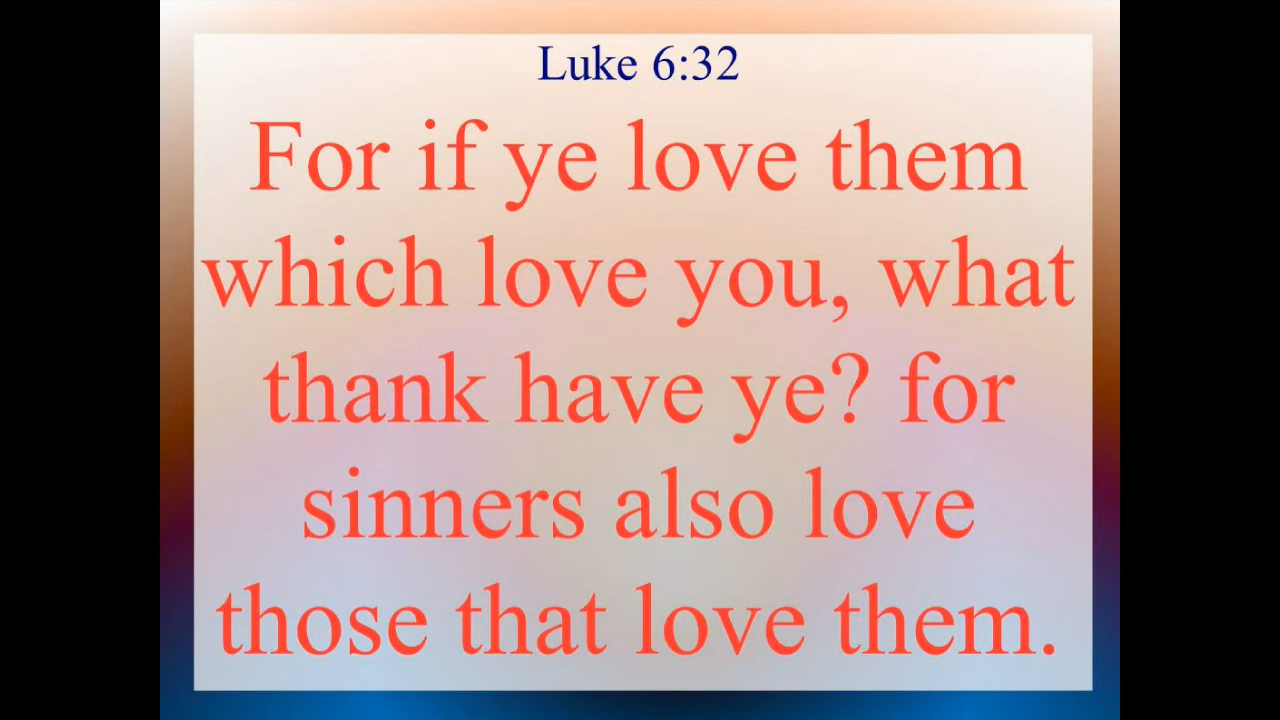 Luke 6:32
For if ye love them
which love you, what
thank have ye? for
sinners also love
those that love them.